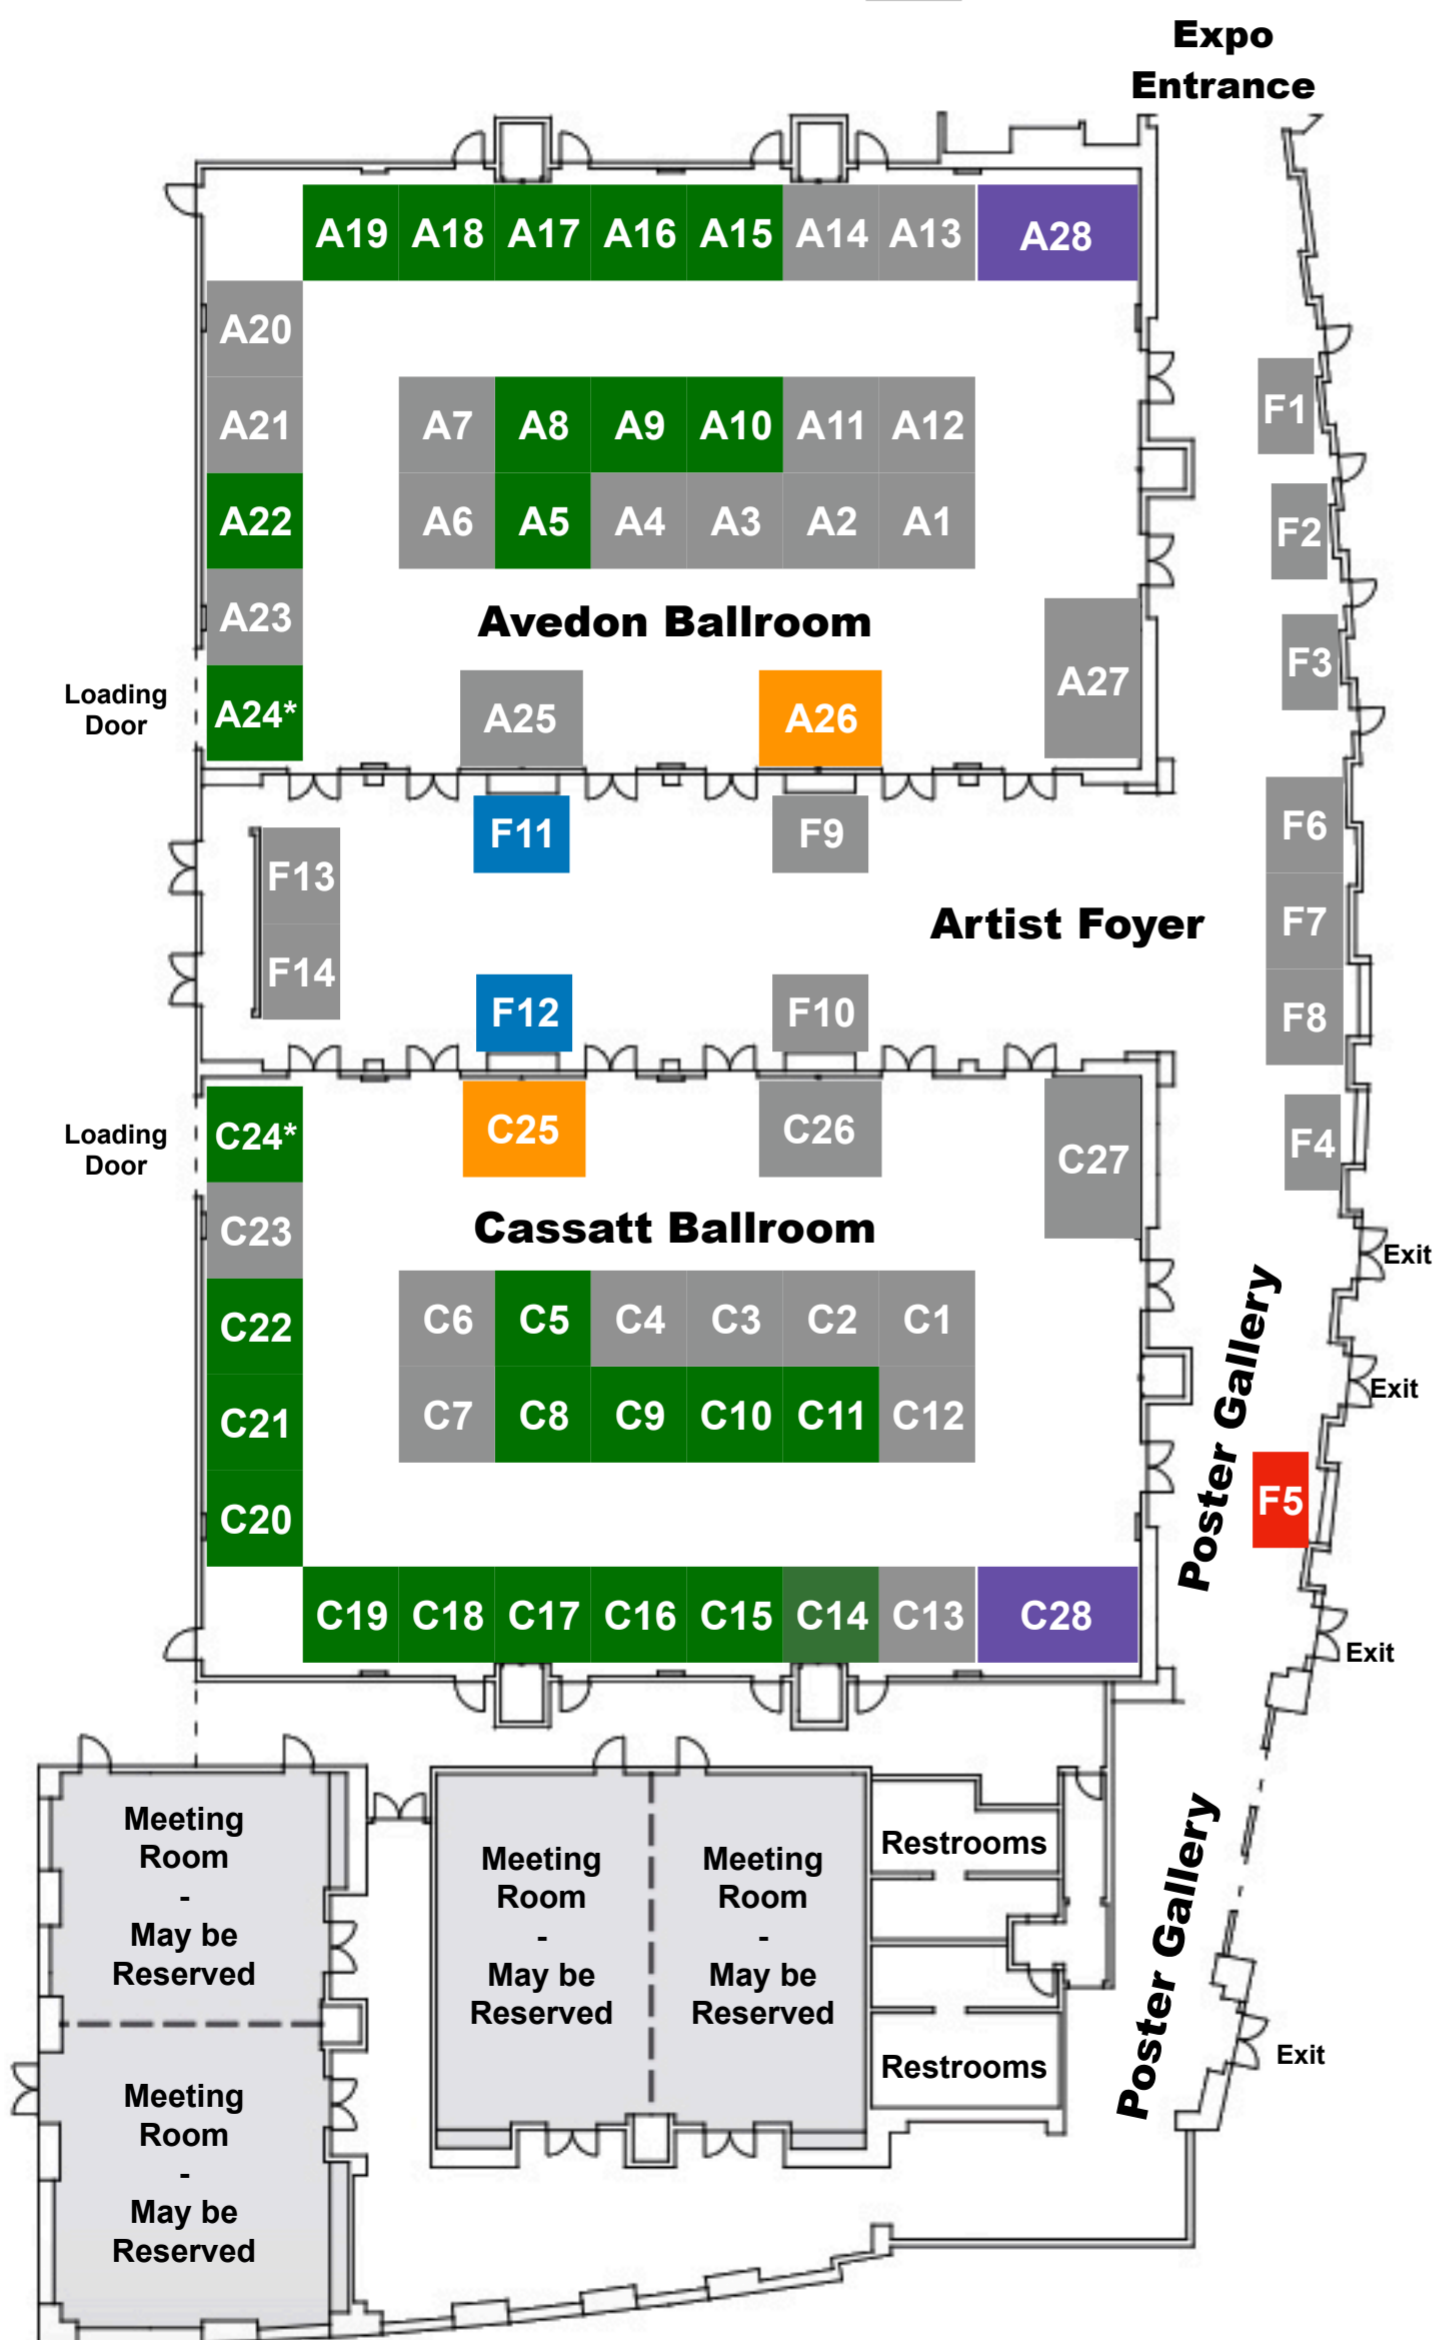 Expo
Entrance
A19 A18 A17 A16 A15 A14 A13 A28
A20
A21
A22
A23
A24*
A7 A8 A9 A10 A11 A12
A6 A5 A4 A3 A2 A1
F1
F2
F3
Avedon Ballroom
Loading
Door
A25 A26 A27
F11 F9
F13
F14
Artist Foyer
F6
F7
F8
F12 F10
Loading
Door
C24*
C23
C22
C21
C20
C25 C26 C27
F4
Cassatt Ballroom
Exit
C6 C5 C4 C3 C2 C1
C7 C8 C9 C10 C11 C12
Exit
Poster Gallery
F5
C19 C18 C17 C16 C15 C14 C13 C28
Exit
Meeting
Room
-
May be
Reserved
Meeting
Room
-
May be
Reserved
Meeting
Room
-
May be
Reserved
Restrooms
Restrooms
Poster Gallery
Exit
Meeting
Room
-
May be
Reserved